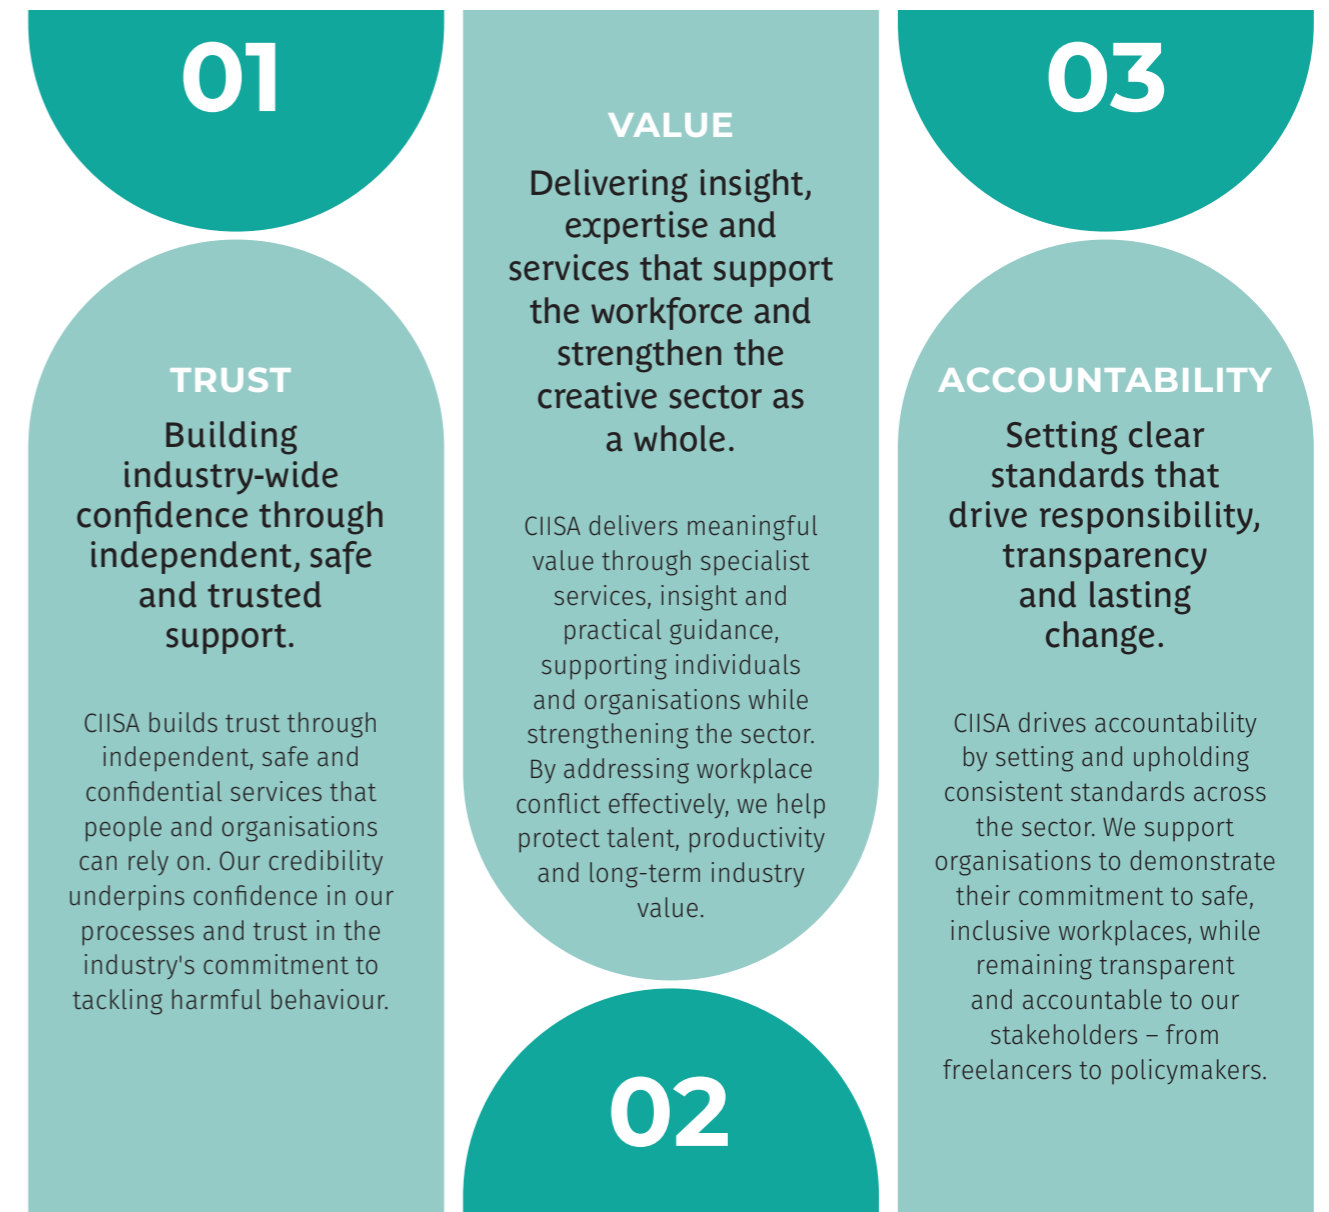 01
TRUST
Building
industry-wide
confidence through
independent, safe
and trusted
support.
CIISA builds trust through
independent, safe and
confidential services that
people and organisations
can rely on. Our credibility
underpins confidence in our
processes and trust in the
industry's commitment to
tackling harmful behaviour.
VALUE
Delivering insight,
expertise and
services that support
the workforce and
strengthen the
creative sector as
a whole.
CIISA delivers meaningful
value through specialist
services, insight and
practical guidance,
supporting individuals
and organisations while
strengthening the sector.
By addressing workplace
conflict effectively, we help
protect talent, productivity
and long-term industry
value.
02
03
ACCOUNTABILITY
Setting clear
standards that
drive responsibility,
transparency
and lasting
change.
CIISA drives accountability
by setting and upholding
consistent standards across
the sector. We support
organisations to demonstrate
their commitment to safe,
inclusive workplaces, while
remaining transparent
and accountable to our
stakeholders – from
freelancers to policymakers.